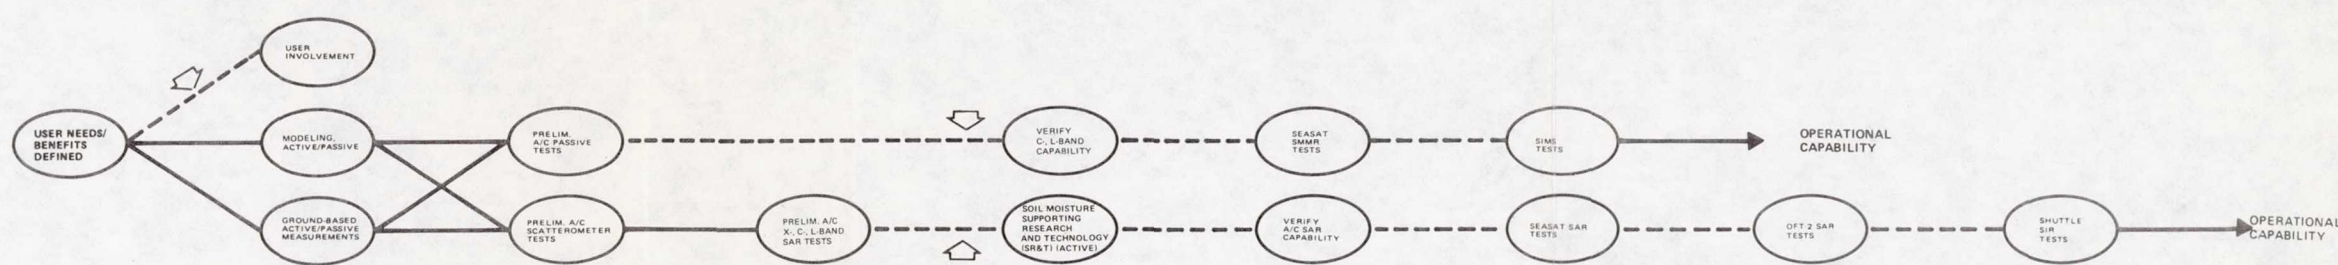 USER
INVOLVEMENT
USER NEEDS/
BENEFITS
DEFINED
MODELING,
ACTIVE/PASSIVE
PRELIM.
A/C PASSIVE
TESTS
VERIFY
C-, L-BAND
CAPABILITY
SEASAT
SMMR
TESTS
SIMS
TESTS
OPERATIONAL
CAPABILITY
GROUND-BASED
ACTIVE/PASSIVE
MEASUREMENTS
PRELIM. A/C
SCATTEROMETER
TESTS
PRELIM. A/C
X-, C-, L-BAND
SAR TESTS
SOIL MOISTURE
SUPPORTING
RESEARCH
AND TECHNOLOGY
(SR&T) (ACTIVE)
VERIFY
A/C SAR
CAPABILITY
SEASAT SAR
TESTS
OFT 2 SAR
TESTS
SHUTTLE
SIR
TESTS
OPERATIONAL
CAPABILITY